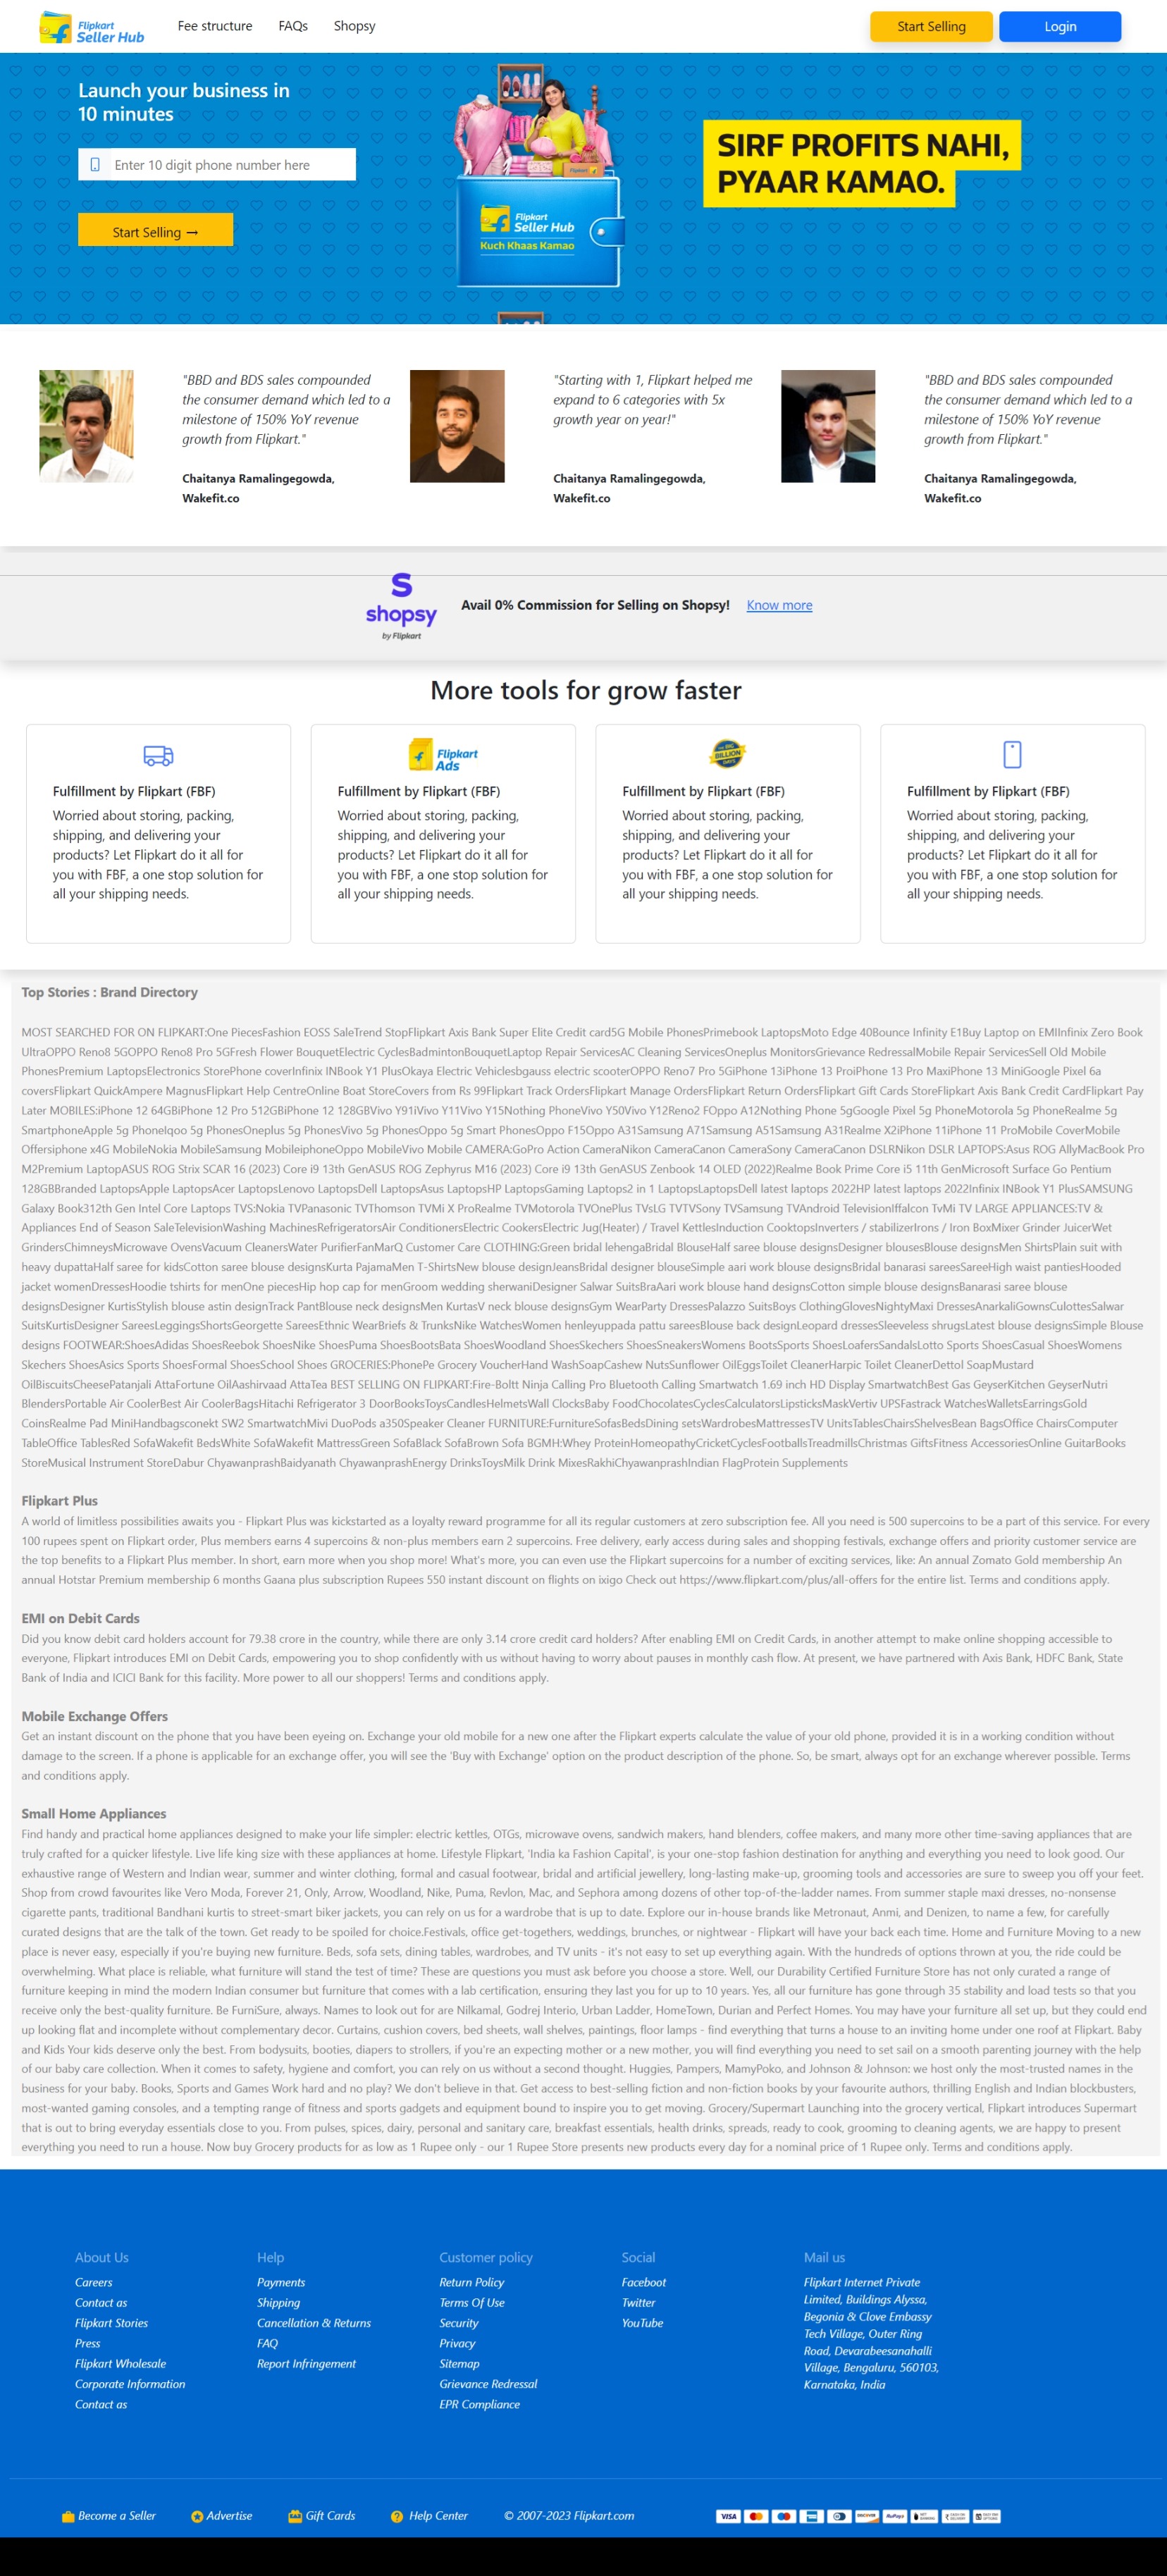 Flipkart
Seller Hub
Fee structure
FAQs
Shopsy
Start Selling
Login
Launch your business in
10 minutes
Enter 10 digit phone number here
Start Selling →
Flipkart
Seller Hub
Kuch Khaas Kamao
SIRF PROFITS NAHI,
PYAAR KAMAO.
"BBD and BDS sales compounded
the consumer demand which led to a
milestone of 150% YoY revenue
growth from Flipkart."
Chaitanya Ramalingegowda,
Wakefit.co
"Starting with 1, Flipkart helped me
expand to 6 categories with 5x
growth year on year!"
Chaitanya Ramalingegowda,
Wakefit.co
"BBD and BDS sales compounded
the consumer demand which led to a
milestone of 150% YoY revenue
growth from Flipkart."
Chaitanya Ramalingegowda,
Wakefit.co
S
shopsy
by Flipkart
Avail 0% Commission for Selling on Shopsy!
Know more
More tools for grow faster
Fulfillment by Flipkart (FBF)
Worried about storing, packing,
shipping, and delivering your
products? Let Flipkart do it all for
you with FBF, a one stop solution for
all your shipping needs.
Flipkart
Ads
Fulfillment by Flipkart (FBF)
Worried about storing, packing,
shipping, and delivering your
products? Let Flipkart do it all for
you with FBF, a one stop solution for
all your shipping needs.
BILLION
Fulfillment by Flipkart (FBF)
Worried about storing, packing,
shipping, and delivering your
products? Let Flipkart do it all for
you with FBF, a one stop solution for
all your shipping needs.
Fulfillment by Flipkart (FBF)
Worried about storing, packing,
shipping, and delivering your
products? Let Flipkart do it all for
you with FBF, a one stop solution for
all your shipping needs.
Top Stories : Brand Directory
MOST SEARCHED FOR ON FLIPKART:One PiecesFashion EOSS SaleTrend StopFlipkart Axis Bank Super Elite Credit card5G Mobile PhonesPrimebook LaptopsMoto Edge 40Bounce Infinity E1Buy Laptop on EMIInfinix Zero Book
UltraOPPO Reno8 5GOPPO Reno8 Pro 5GFresh Flower BouquetElectric CyclesBadmintonBouquetLaptop Repair ServicesAC Cleaning ServicesOneplus MonitorsGrievance RedressalMobile Repair ServicesSell Old Mobile
PhonesPremium LaptopsElectronics StorePhone coverInfinix INBook Y1 PlusOkaya Electric Vehiclesbgauss electric scooterOPPO Reno7 Pro 5GiPhone 13iPhone 13 ProiPhone 13 Pro MaxiPhone 13 MiniGoogle Pixel 6a
coversFlipkart QuickAmpere MagnusFlipkart Help CentreOnline Boat StoreCovers from Rs 99Flipkart Track OrdersFlipkart Manage OrdersFlipkart Return OrdersFlipkart Gift Cards StoreFlipkart Axis Bank Credit CardFlipkart Pay
Later MOBILES:iPhone 12 64GBiPhone 12 Pro 512GBiPhone 12 128GBVivo Y91iVivo Y11Vivo Y15Nothing PhoneVivo Y50Vivo Y12Reno2 FOppo A12Nothing Phone 5gGoogle Pixel 5g PhoneMotorola 5g PhoneRealme 5g
SmartphoneApple 5g PhoneIqoo 5g PhonesOneplus 5g PhonesVivo 5g PhonesOppo 5g Smart PhonesOppo F15Oppo A31Samsung A71Samsung A51Samsung A31Realme X2iPhone 11iPhone 11 ProMobile CoverMobile
Offersiphone x4G MobileNokia MobileSamsung MobileiphoneOppo MobileVivo Mobile CAMERA:GoPro Action CameraNikon CameraCanon CameraSony CameraCanon DSLRNikon DSLR LAPTOPS:Asus ROG AllyMacBook Pro
M2Premium LaptopASUS ROG Strix SCAR 16 (2023) Core i9 13th GenASUS ROG Zephyrus M16 (2023) Core i9 13th GenASUS Zenbook 14 OLED (2022)Realme Book Prime Core i5 11th GenMicrosoft Surface Go Pentium
128GBBranded LaptopsApple LaptopsAcer LaptopsLenovo LaptopsDell LaptopsAsus LaptopsHP LaptopsGaming Laptops2 in 1 LaptopsLaptopsDell latest laptops 2022HP latest laptops 2022Infinix INBook Y1 PlusSAMSUNG
Galaxy Book312th Gen Intel Core Laptops TVS:Nokia TVPanasonic TVThomson TVMi X ProRealme TVMotorola TVOnePlus TVsLG TVTVSony TVSamsung TVAndroid TelevisionIffalcon TvMi TV LARGE APPLIANCES:TV &
Appliances End of Season SaleTelevisionWashing MachinesRefrigeratorsAir ConditionersElectric CookersElectric Jug(Heater) / Travel KettlesInduction CooktopsInverters / stabilizerIrons / Iron BoxMixer Grinder JuicerWet
GrindersChimneysMicrowave OvensVacuum CleanersWater PurifierFanMarQ Customer Care CLOTHING:Green bridal lehengaBridal BlouseHalf saree blouse designsDesigner blousesBlouse designsMen ShirtsPlain suit with
heavy dupattaHalf saree for kidsCotton saree blouse designsKurta PajamaMen T-ShirtsNew blouse designJeansBridal designer blouseSimple aari work blouse designsBridal banarasi sareesSareeHigh waist pantiesHooded
jacket womenDressesHoodie tshirts for menOne piecesHip hop cap for menGroom wedding sherwaniDesigner Salwar SuitsBraAari work blouse hand designsCotton simple blouse designsBanarasi saree blouse
designsDesigner KurtisStylish blouse astin designTrack PantBlouse neck designsMen KurtasV neck blouse designsGym WearParty DressesPalazzo SuitsBoys ClothingGlovesNightyMaxi DressesAnarkaliGownsCulottesSalwar
SuitsKurtisDesigner SareesLeggingsShortsGeorgette SareesEthnic WearBriefs & TrunksNike WatchesWomen henleyuppada pattu sareesBlouse back designLeopard dressesSleeveless shrugsLatest blouse designsSimple Blouse
designs FOOTWEAR:ShoesAdidas ShoesReebok ShoesNike ShoesPuma ShoesBootsBata ShoesWoodland ShoesSkechers ShoesSneakersWomens BootsSports ShoesLoafersSandalsLotto Sports ShoesCasual ShoesWomens
Skechers ShoesAsics Sports ShoesFormal ShoesSchool Shoes GROCERIES:PhonePe Grocery VoucherHand WashSoapCashew NutsSunflower OilEggsToilet CleanerHarpic Toilet CleanerDettol SoapMustard
OilBiscuitsCheesePatanjali AttaFortune OilAashirvaad AttaTea BEST SELLING ON FLIPKART:Fire-Boltt Ninja Calling Pro Bluetooth Calling Smartwatch 1.69 inch HD Display SmartwatchBest Gas GeyserKitchen GeyserNutri
BlendersPortable Air CoolerBest Air CoolerBagsHitachi Refrigerator 3 DoorBooksToysCandlesHelmetsWall ClocksBaby FoodChocolatesCyclesCalculatorsLipsticksMaskVertiv UPSFastrack WatchesWalletsEarringsGold
CoinsRealme Pad MiniHandbagsconekt SW2 SmartwatchMivi DuoPods a350Speaker Cleaner FURNITURE:FurnitureSofasBedsDining setsWardrobesMattressesTV UnitsTablesChairsShelvesBean BagsOffice ChairsComputer
TableOffice TablesRed SofaWakefit BedsWhite SofaWakefit MattressGreen SofaBlack SofaBrown Sofa BGMH:Whey ProteinHomeopathyCricketCyclesFootballsTreadmillsChristmas GiftsFitness AccessoriesOnline GuitarBooks
StoreMusical Instrument StoreDabur ChyawanprashBaidyanath ChyawanprashEnergy DrinksToysMilk Drink MixesRakhiChyawanprashIndian FlagProtein Supplements
Flipkart Plus
A world of limitless possibilities awaits you - Flipkart Plus was kickstarted as a loyalty reward programme for all its regular customers at zero subscription fee. All you need is 500 supercoins to be a part of this service. For every
100 rupees spent on Flipkart order, Plus members earns 4 supercoins & non-plus members earn 2 supercoins. Free delivery, early access during sales and shopping festivals, exchange offers and priority customer service are
the top benefits to a Flipkart Plus member. In short, earn more when you shop more! What's more, you can even use the Flipkart supercoins for a number of exciting services, like: An annual Zomato Gold membership An
annual Hotstar Premium membership 6 months Gaana plus subscription Rupees 550 instant discount on flights on ixigo Check out https://www.flipkart.com/plus/all-offers for the entire list. Terms and conditions apply.
EMI on Debit Cards
Did you know debit card holders account for 79.38 crore in the country, while there are only 3.14 crore credit card holders? After enabling EMI on Credit Cards, in another attempt to make online shopping accessible to
everyone, Flipkart introduces EMI on Debit Cards, empowering you to shop confidently with us without having to worry about pauses in monthly cash flow. At present, we have partnered with Axis Bank, HDFC Bank, State
Bank of India and ICICI Bank for this facility. More power to all our shoppers! Terms and conditions apply.
Mobile Exchange Offers
Get an instant discount on the phone that you have been eyeing on. Exchange your old mobile for a new one after the Flipkart experts calculate the value of your old phone, provided it is in a working condition without
damage to the screen. If a phone is applicable for an exchange offer, you will see the 'Buy with Exchange' option on the product description of the phone. So, be smart, always opt for an exchange wherever possible. Terms
and conditions apply.
Small Home Appliances
Find handy and practical home appliances designed to make your life simpler: electric kettles, OTGs, microwave ovens, sandwich makers, hand blenders, coffee makers, and many more other time-saving appliances that are
truly crafted for a quicker lifestyle. Live life king size with these appliances at home. Lifestyle Flipkart, 'India ka Fashion Capital', is your one-stop fashion destination for anything and everything you need to look good. Our
exhaustive range of Western and Indian wear, summer and winter clothing, formal and casual footwear, bridal and artificial jewellery, long-lasting make-up, grooming tools and accessories are sure to sweep you off your feet.
Shop from crowd favourites like Vero Moda, Forever 21, Only, Arrow, Woodland, Nike, Puma, Revlon, Mac, and Sephora among dozens of other top-of-the-ladder names. From summer staple maxi dresses, no-nonsense
cigarette pants, traditional Bandhani kurtis to street-smart biker jackets, you can rely on us for a wardrobe that is up to date. Explore our in-house brands like Metronaut, Anmi, and Denizen, to name a few, for carefully
curated designs that are the talk of the town. Get ready to be spoiled for choice.Festivals, office get-togethers, weddings, brunches, or nightwear - Flipkart will have your back each time. Home and Furniture Moving to a new
place is never easy, especially if you're buying new furniture. Beds, sofa sets, dining tables, wardrobes, and TV units - it's not easy to set up everything again. With the hundreds of options thrown at you, the ride could be
overwhelming. What place is reliable, what furniture will stand the test of time? These are questions you must ask before you choose a store. Well, our Durability Certified Furniture Store has not only curated a range of
furniture keeping in mind the modern Indian consumer but furniture that comes with a lab certification, ensuring they last you for up to 10 years. Yes, all our furniture has gone through 35 stability and load tests so that you
receive only the best-quality furniture. Be FurniSure, always. Names to look out for are Nilkamal, Godrej Interio, Urban Ladder, HomeTown, Durian and Perfect Homes. You may have your furniture all set up, but they could end
up looking flat and incomplete without complementary decor. Curtains, cushion covers, bed sheets, wall shelves, paintings, floor lamps - find everything that turns a house to an inviting home under one roof at Flipkart. Baby
and Kids Your kids deserve only the best. From bodysuits, booties, diapers to strollers, if you're an expecting mother or a new mother, you will find everything you need to set sail on a smooth parenting journey with the help
of our baby care collection. When it comes to safety, hygiene and comfort, you can rely on us without a second thought. Huggies, Pampers, MamyPoko, and Johnson & Johnson: we host only the most-trusted names in the
business for your baby. Books, Sports and Games Work hard and no play? We don't believe in that. Get access to best-selling fiction and non-fiction books by your favourite authors, thrilling English and Indian blockbusters,
most-wanted gaming consoles, and a tempting range of fitness and sports gadgets and equipment bound to inspire you to get moving. Grocery/Supermart Launching into the grocery vertical, Flipkart introduces Supermart
that is out to bring everyday essentials close to you. From pulses, spices, dairy, personal and sanitary care, breakfast essentials, health drinks, spreads, ready to cook, grooming to cleaning agents, we are happy to present
everything you need to run a house. Now buy Grocery products for as low as 1 Rupee only - our 1 Rupee Store presents new products every day for a nominal price of 1 Rupee only. Terms and conditions apply.
About Us
Careers
Contact as
Flipkart Stories
Press
Flipkart Wholesale
Corporate Information
Contact as
Help
Payments
Shipping
Cancellation & Returns
FAQ
Report Infringement
Customer policy
Return Policy
Terms Of Use
Security
Privacy
Sitemap
Grievance Redressal
EPR Compliance
Social
Faceboot
Twitter
YouTube
Mail us
Flipkart Internet Private
Limited, Buildings Alyssa,
Begonia & Clove Embassy
Tech Village, Outer Ring
Road, Devarabeesanahalli
Village, Bengaluru, 560103,
Karnataka, India
Become a Seller
Advertise
Gift Cards
Help Center
© 2007-2023 Flipkart.com
VISA